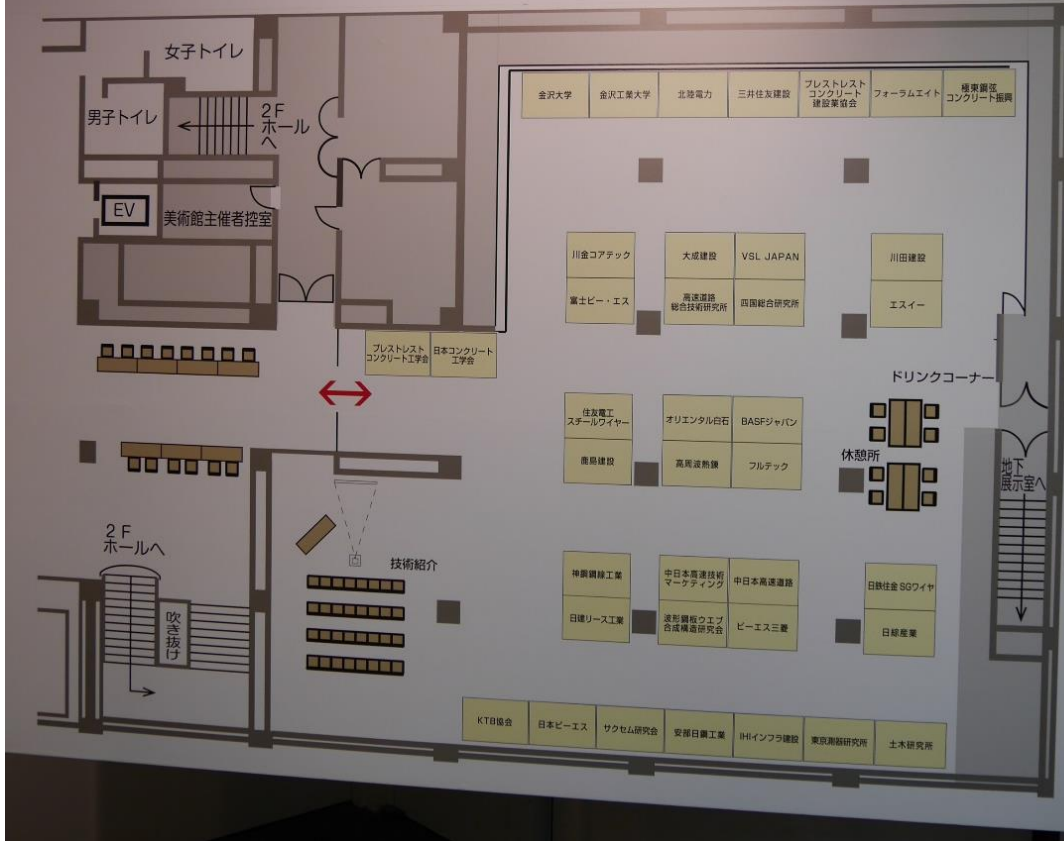 女子トイレ
男子トイレ
2F
ホール
へ
EV
美術館主催者控室
金沢大学
金沢工業大学
北陸電力
三井住友建設
プレストレスト
コンクリート
建設業協会
フォーラムエイト
極東鋼弦
コンクリート振興
川金コアテック
富士ピー・エス
大成建設
VSL JAPAN
高速道路
総合技術研究所
四国総合研究所
川田建設
エスイー
プレストレスト
コンクリート工学会
日本コンクリート
工学会
住友電工
スチールワイヤー
鹿島建設
オリエンタル白石
BASFジャパン
高周波熱錬
フルテック
ドリンクコーナー
休憩所
地下
展示室へ
2F
ホールへ
吹き抜け
技術紹介
神鋼鋼線工業
日建リース工業
中日本高速技術
マーケティング
中日本高速道路
波形鋼板ウエブ
合成構造研究会
ピーエス三菱
日鉄住金SGワイヤ
日綜産業
KTB協会
日本ピーエス
サクセム研究会
安部日鋼工業
IHIインフラ建設
東京測器研究所
土木研究所